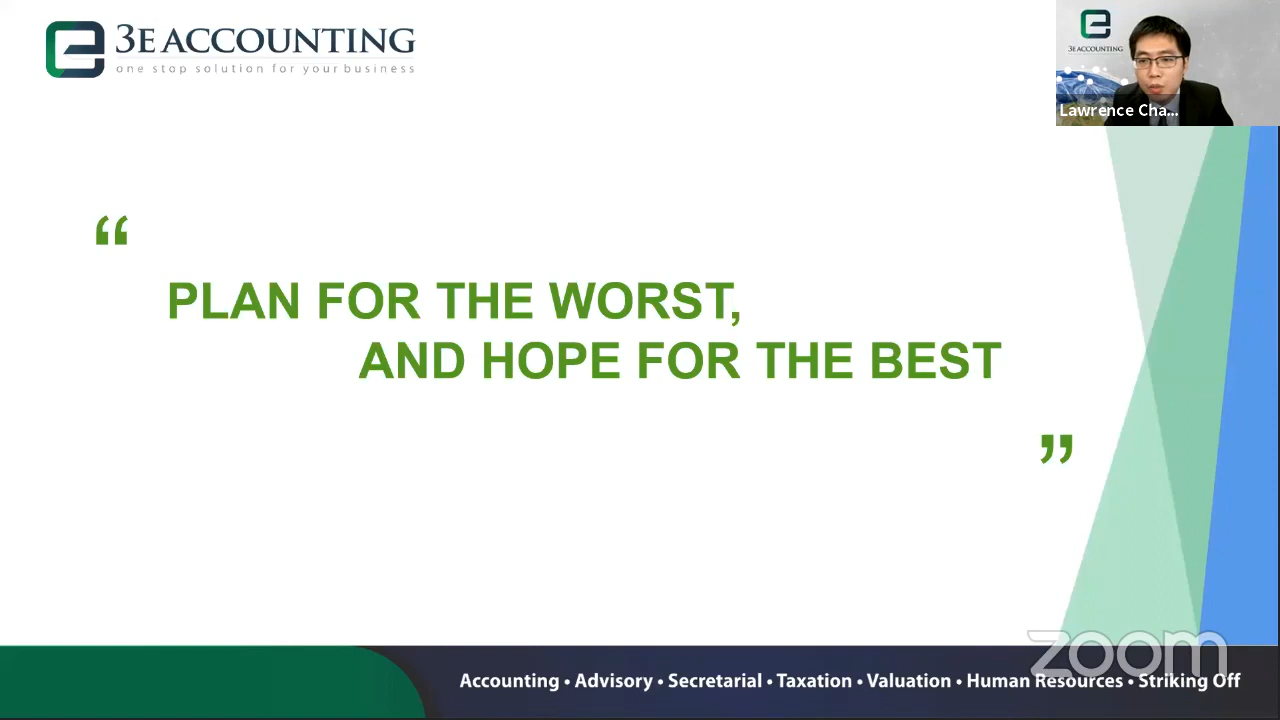 3E ACCOUNTING
one stop solution for your business
3E ACCOUNTING
Lawrence Cha...
“
PLAN FOR THE WORST,
AND HOPE FOR THE BEST
”
zoom
Accounting • Advisory • Secretarial • Taxation • Valuation • Human Resources • Striking Off